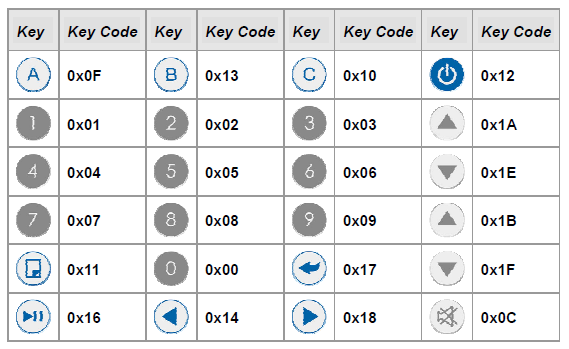 Key Key Code Key Key Code Key Key Code Key Key Code
A 0x0F B 0x13 C 0x10 0x12
1 0x01 2 0x02 3 0x03 0x1A
4 0x04 5 0x05 6 0x06 0x1E
7 0x07 8 0x08 9 0x09 0x1B
0x11 0 0x00 0x17 0x1F
0x16 0x14 0x18 0x0C